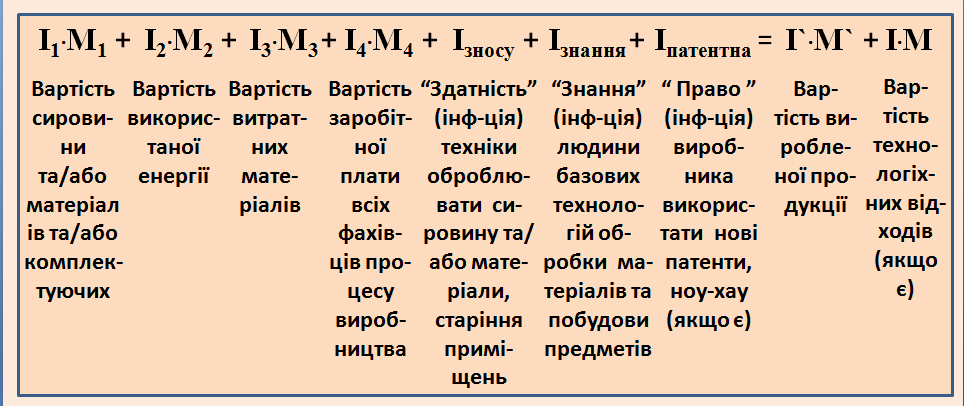 I₁·M₁ + I₂·M₂ + I₃·M₃ + I₄·M₄ + Iзносу + Iзнання + Iпатентна = I`·M` + I·M
Вартість
сирови-
ни
та/або
матеріал
ів та/або
комплек-
туючих
Вартість
викорис-
таної
енергії
Вартість
витрат-
них
мате-
ріалів
Вартість
заробіт-
ної
плати
всіх
фахів-
ців про-
цесу
вироб-
ництва
“Здатність”
(інф-ція)
техніки
оброблю-
вати си-
ровину та/
або мате-
ріали,
старіння
примі-
щень
“Знання”
(інф-ція)
людини
базових
техноло-
гій об-
робки ма-
теріалів та
побудови
предметів
“ Право ”
(інф-ція)
вироб-
ника
викорис-
тати нові
патенти,
ноу-хау
(якщо є)
Вар-
тість ви-
робле-
ної про-
дукції
Вар-
тість
техно-
логіх-
них від-
ходів
(якщо
є)